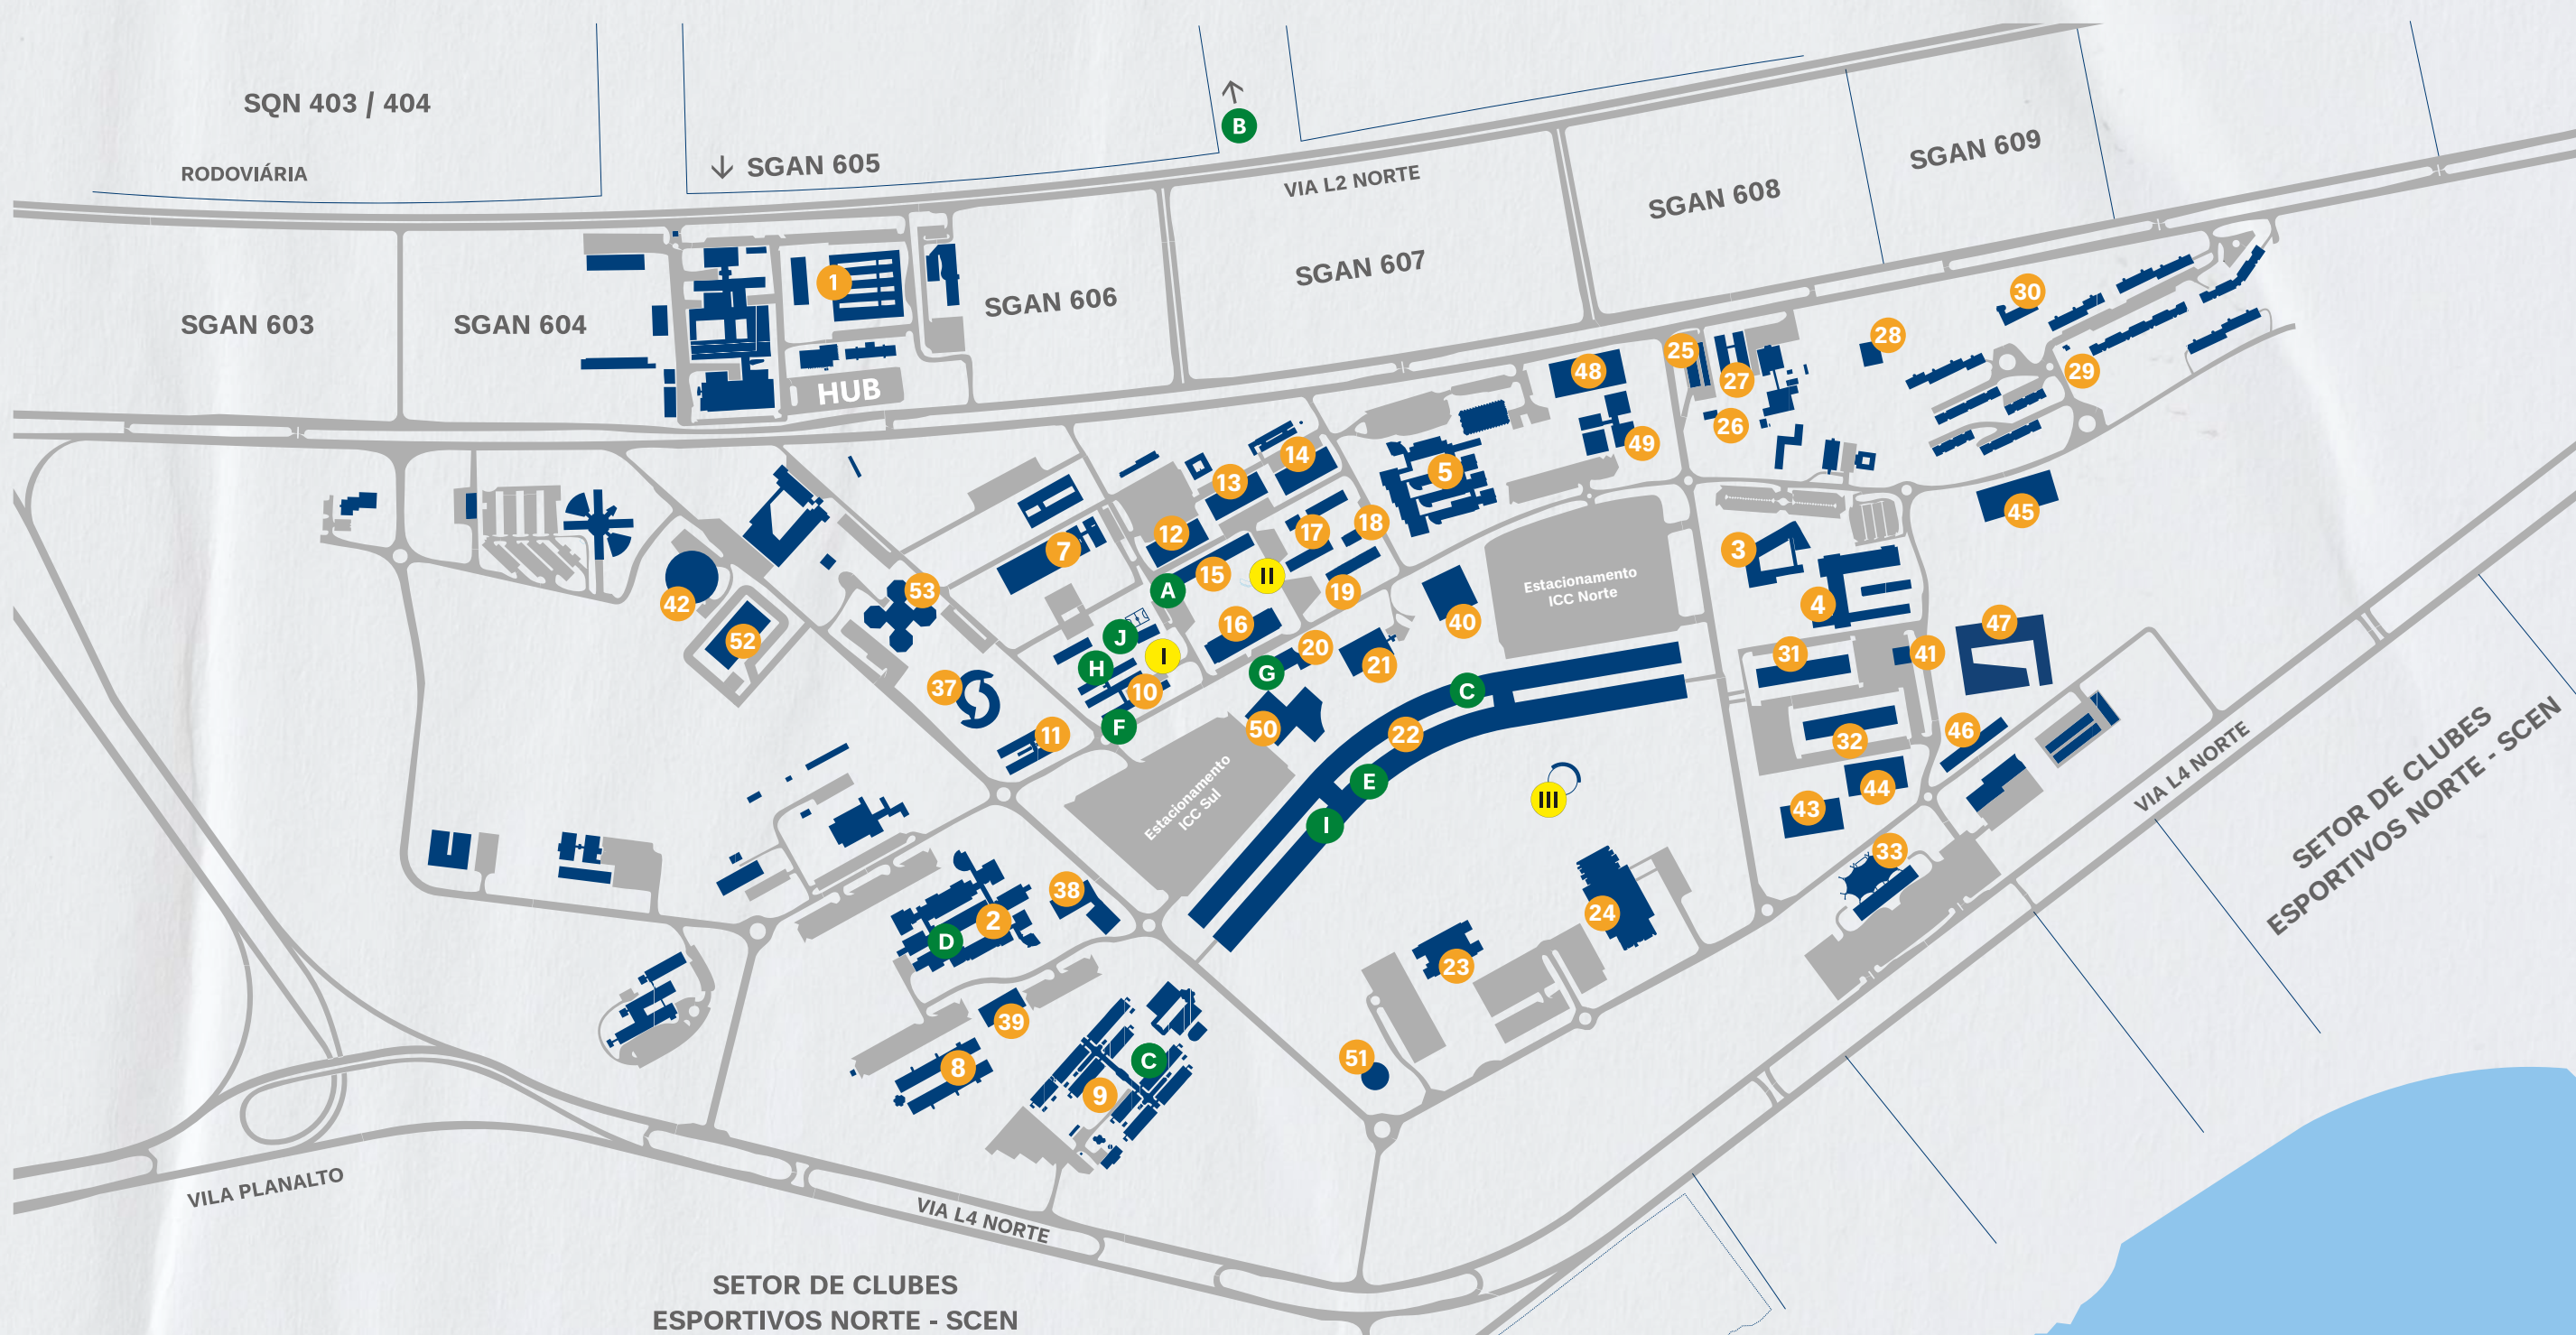 SQN 403 / 404
RODOVIÁRIA
SGAN 605
B
VIA L2 NORTE
SGAN 609
SGAN 608
SGAN 607
SGAN 606
SGAN 603
SGAN 604
1
HUB
30
28
29
25
27
26
48
49
5
14
13
12
17
18
7
15
II
A
19
16
40
Estacionamento
ICC Norte
3
4
45
47
42
52
53
J
H
I
10
G
20
21
C
31
41
37
F
11
50
22
32
46
Estacionamento
ICC Sul
E
I
III
44
43
VIA L4 NORTE
SETOR DE CLUBES
ESPORTIVOS NORTE - SCEN
33
38
2
D
24
23
39
8
C
9
51
VILA PLANALTO
VIA L4 NORTE
SETOR DE CLUBES
ESPORTIVOS NORTE - SCEN